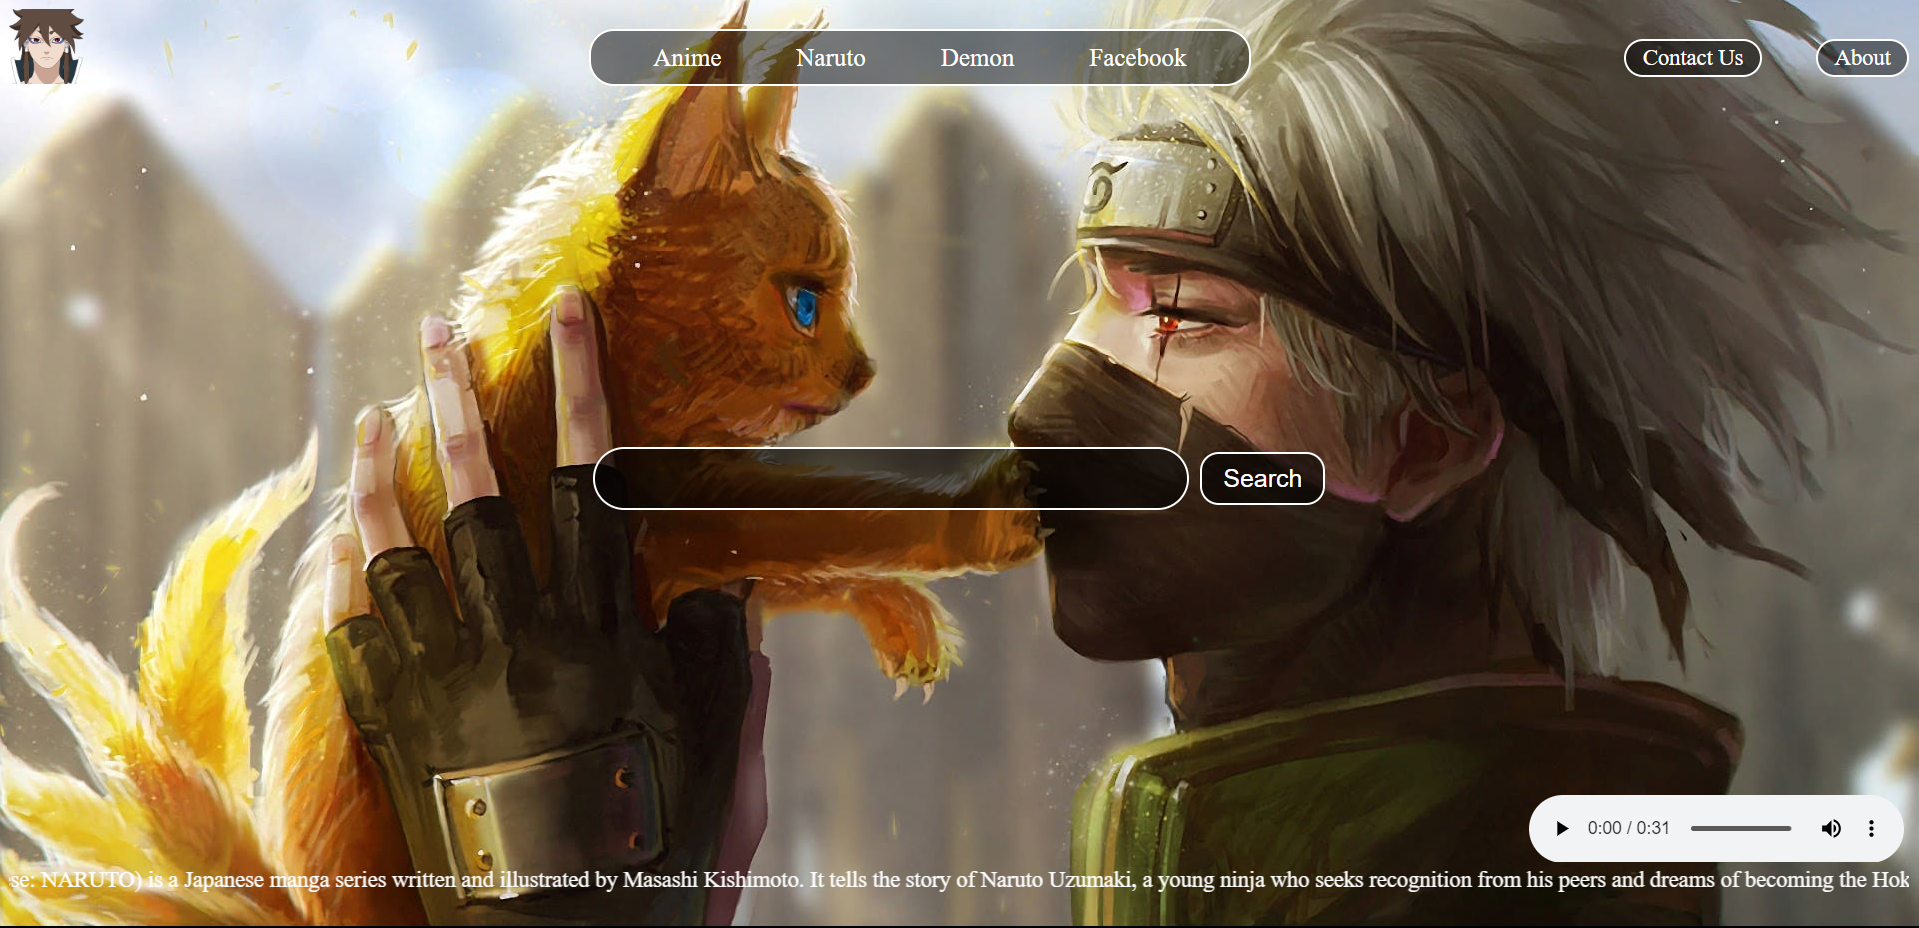 Anime Naruto Demon Facebook Contact Us About
Search
0:00 / 0:31
se: NARUTO) is a Japanese manga series written and illustrated by Masashi Kishimoto. It tells the story of Naruto Uzumaki, a young ninja who seeks recognition from his peers and dreams of becoming the Hok